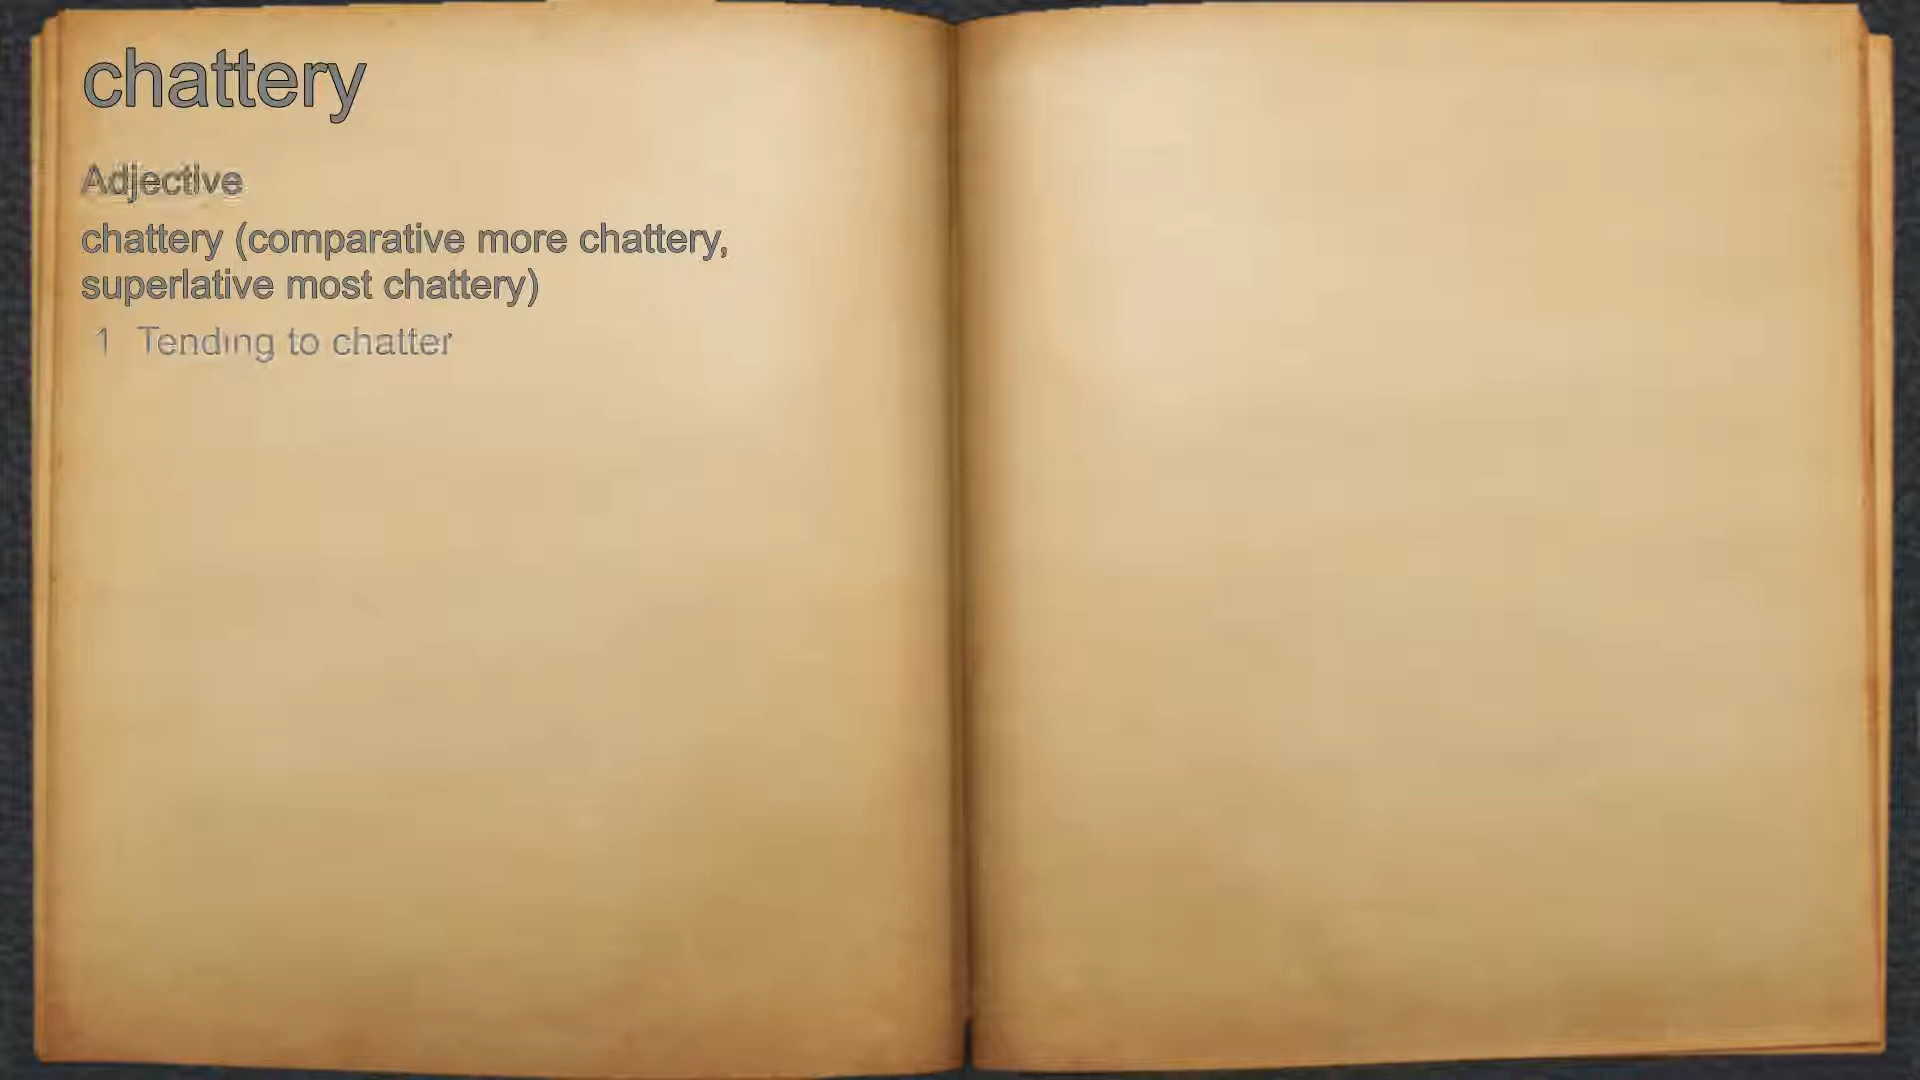 chattery
Adjective
chattery (comparative more chattery,
superlative most chattery)
1 Tending to chatter